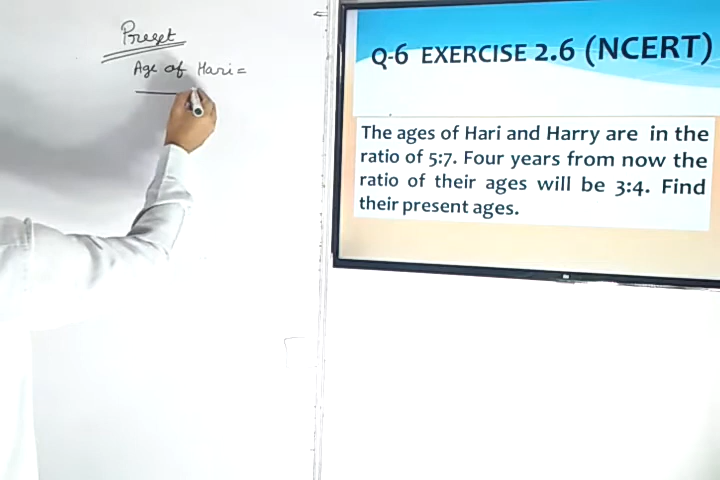 Preset
Age of Hari =
Q-6 EXERCISE 2.6 (NCERT)
The ages of Hari and Harry are in the
ratio of 5:7. Four years from now the
ratio of their ages will be 3:4. Find
their present ages.